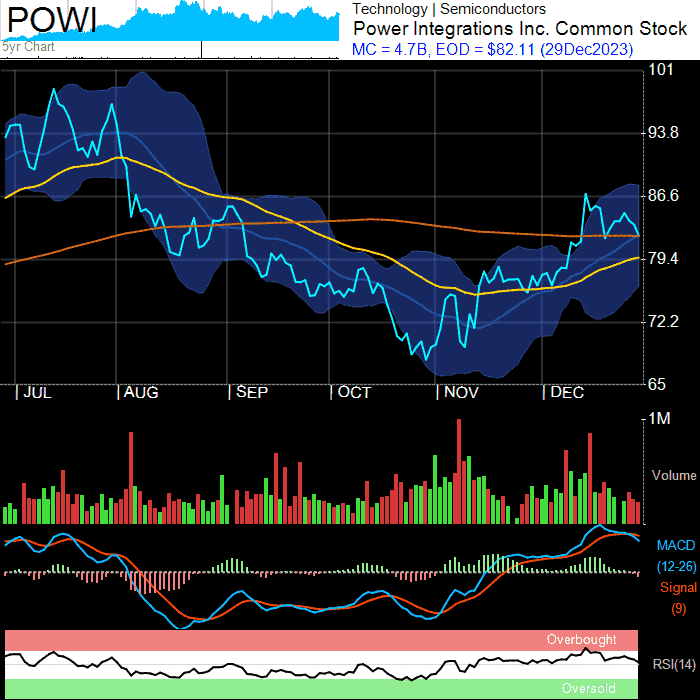 POWI
5yr Chart
Technology | Semiconductors
Power Integrations Inc. Common Stock
MC = 4.7B, EOD = $82.11 (29Dec2023)
101
93.8
86.6
79.4
72.2
65
JUL AUG SEP OCT NOV DEC
1M
Volume
MACD
(12-26)
Signal
(9)
Overbought
RSI(14)
Oversold